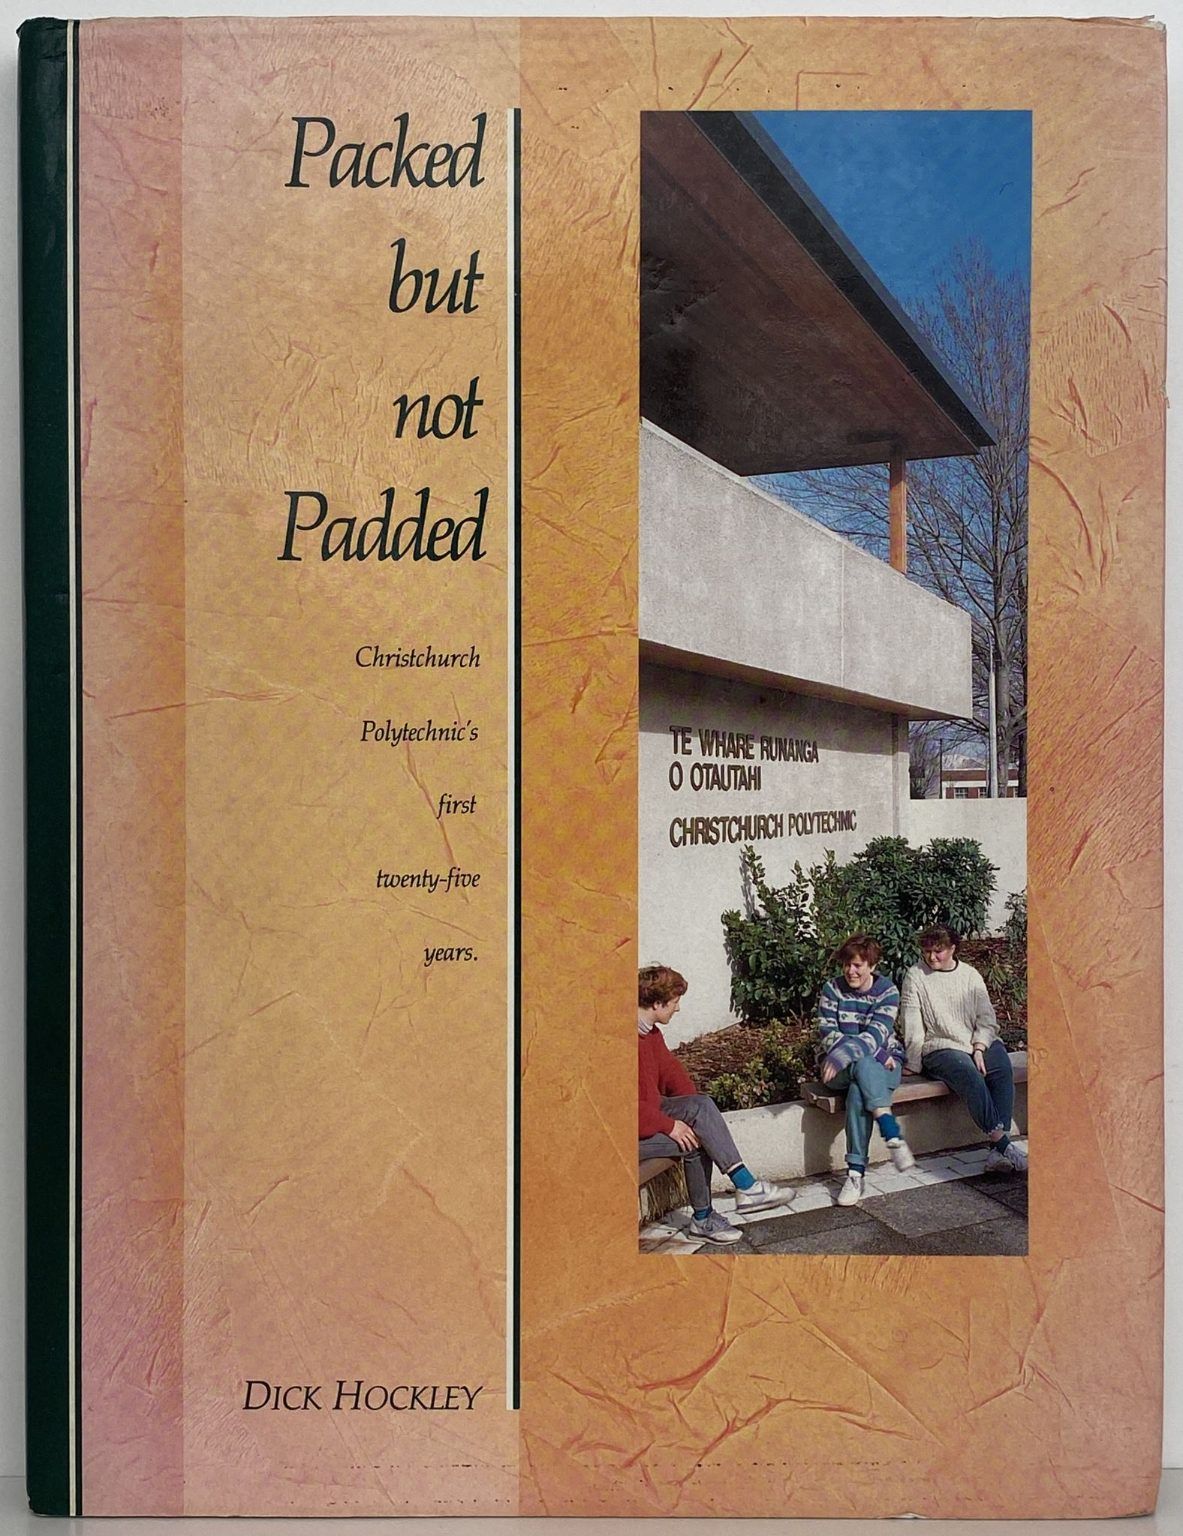 Packed
but
not
Padded
Christchurch
Polytechnic's
first
twenty-five
years.
DICK HOCKLEY
TE WHARE RUNANGA
O OTAUTAHI
CHRISTCHURCH POLYTECHNIC